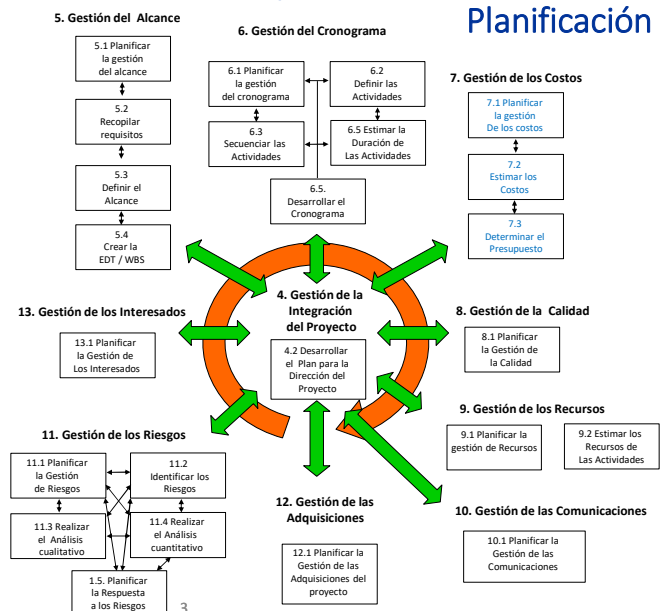 Planificación
5. Gestión del Alcance
5.1 Planificar
la gestión
del alcance
5.2
Recopilar
requisitos
5.3
Definir el
Alcance
5.4
Crear la
EDT / WBS
6. Gestión del Cronograma
6.1 Planificar
la gestión
del cronograma
6.2
Definir las
Actividades
6.3
Secuenciar las
Actividades
6.5 Estimar la
Duración de
Las Actividades
6.5.
Desarrollar el
Cronograma
7. Gestión de los Costos
7.1 Planificar
la gestión
De los costos
7.2
Estimar los
Costos
7.3
Determinar el
Presupuesto
4. Gestión de la
Integración
del Proyecto
4.2 Desarrollar
el Plan para la
Dirección del
Proyecto
13. Gestión de los Interesados
13.1 Planificar
la Gestión de
Los Interesados
8. Gestión de la Calidad
8.1 Planificar
la Gestión de
la Calidad
9. Gestión de los Recursos
9.1 Planificar la
gestión de Recursos
9.2 Estimar los
Recursos de
Las Actividades
11. Gestión de los Riesgos
11.1 Planificar
la Gestión
de Riesgos
11.2
Identificar los
Riesgos
11.3 Realizar
el Análisis
cualitativo
11.4 Realizar
el Análisis
cuantitativo
1.5. Planificar
la Respuesta
a los Riesgos
3
12. Gestión de las
Adquisiciones
12.1 Planificar la
Gestión de las
Adquisiciones del
proyecto
10. Gestión de las Comunicaciones
10.1 Planificar la
Gestión de las
Comunicaciones